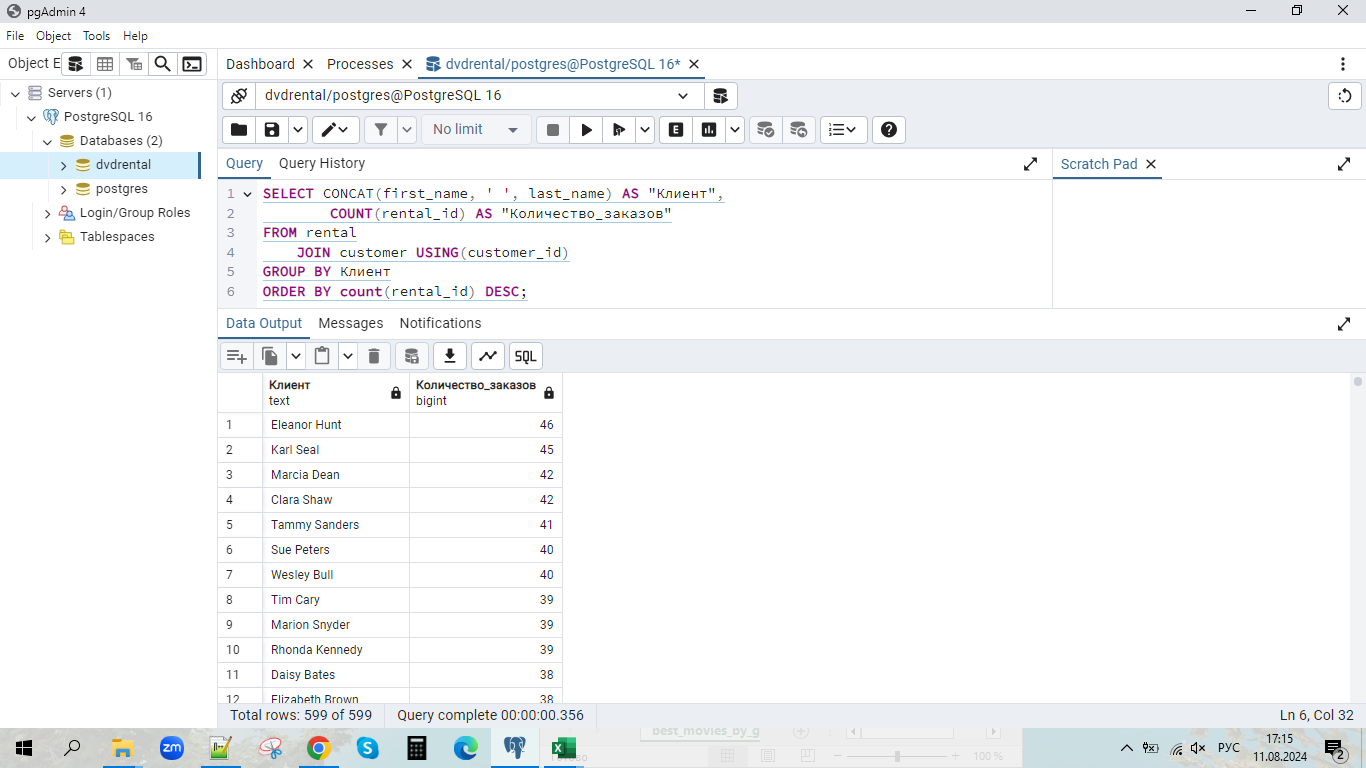 pgAdmin 4
File Object Tools Help
Object E
Dashboard Processes dvdrental/postgres@PostgreSQL 16*
Servers (1)
PostgreSQL 16
Databases (2)
dvdrental
postgres
Login/Group Roles
Tablespaces
dvdrental/postgres@PostgreSQL 16
No limit
E
Query Query History
Scratch Pad
1 SELECT CONCAT(first_name, ' ', last_name) AS "Клиент",
2 COUNT(rental_id) AS "Количество_заказов"
3 FROM rental
4 JOIN customer USING(customer_id)
5 GROUP BY Клиент
6 ORDER BY count(rental_id) DESC;
Data Output Messages Notifications
SQL
Клиент Количество_заказов
text bigint
1 Eleanor Hunt 46
2 Karl Seal 45
3 Marcia Dean 42
4 Clara Shaw 42
5 Tammy Sanders 41
6 Sue Peters 40
7 Wesley Bull 40
8 Tim Cary 39
9 Marion Snyder 39
10 Rhonda Kennedy 39
11 Daisy Bates 38
12 Elizabeth Brown 38
Total rows: 599 of 599 Query complete 00:00:00.356 Ln 6, Col 32
best_movies_by_g
Готово
100 %
zm
РУС
17:15
11.08.2024
2